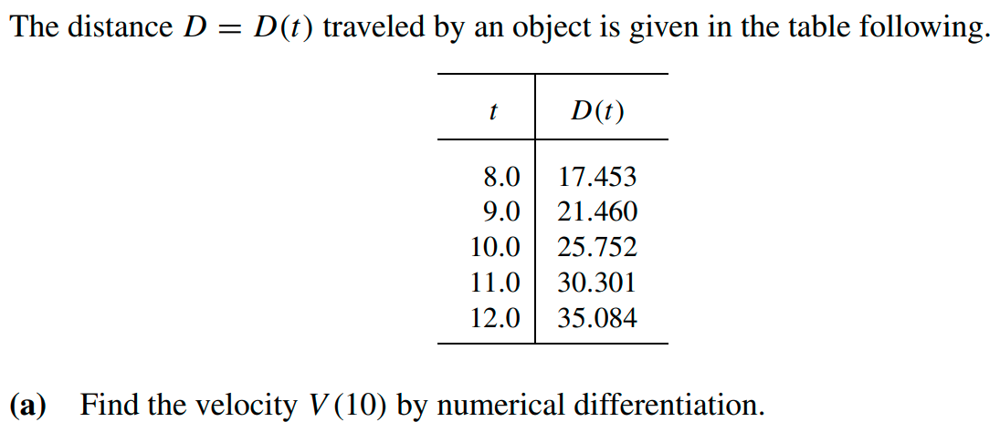 The distance D = D(t) traveled by an object is given in the table following.
t D(t)
8.0 17.453
9.0 21.460
10.0 25.752
11.0 30.301
12.0 35.084
(a) Find the velocity V(10) by numerical differentiation.